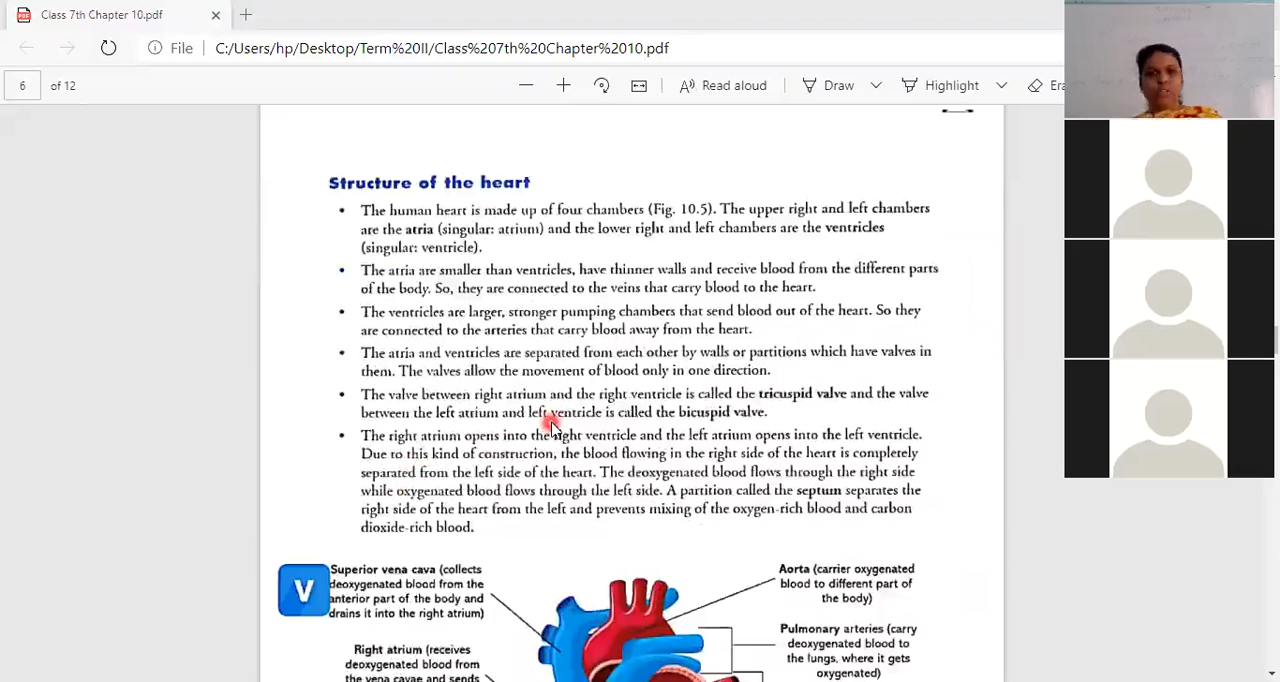 Class 7th Chapter 10.pdf
File
C:/Users/hp/Desktop/Term%20II/Class%207th%20Chapter%2010.pdf
6 of 12
Read aloud
Draw
Highlight
Era
Structure of the heart
• The human heart is made up of four chambers (Fig. 10.5). The upper right and left chambers
are the atria (singular: atrium) and the lower right and left chambers are the ventricles
(singular: ventricle).
• The atria are smaller than ventricles, have thinner walls and receive blood from the different parts
of the body. So, they are connected to the veins that carry blood to the heart.
• The ventricles are larger, stronger pumping chambers that send blood out of the heart. So they
are connected to the arteries that carry blood away from the heart.
• The atria and ventricles are separated from each other by walls or partitions which have valves in
them. The valves allow the movement of blood only in one direction.
• The valve between right atrium and the right ventricle is called the tricuspid valve and the valve
between the left atrium and left ventricle is called the bicuspid valve.
• The right atrium opens into the right ventricle and the left atrium opens into the left ventricle.
Due to this kind of construction, the blood flowing in the right side of the heart is completely
separated from the left side of the heart. The deoxygenated blood flows through the right side
while oxygenated blood flows through the left side. A partition called the septum separates the
right side of the heart from the left and prevents mixing of the oxygen-rich blood and carbon
dioxide-rich blood.
V
Superior vena cava (collects
deoxygenated blood from the
anterior part of the body and
drains it into the right atrium)
Right atrium (receives
deoxygenated blood from
the vena cavae and sends
Aorta (carrier oxygenated
blood to different part of
the body)
Pulmonary arteries (carry
deoxygenated blood to
the lungs, where it gets
oxygenated)